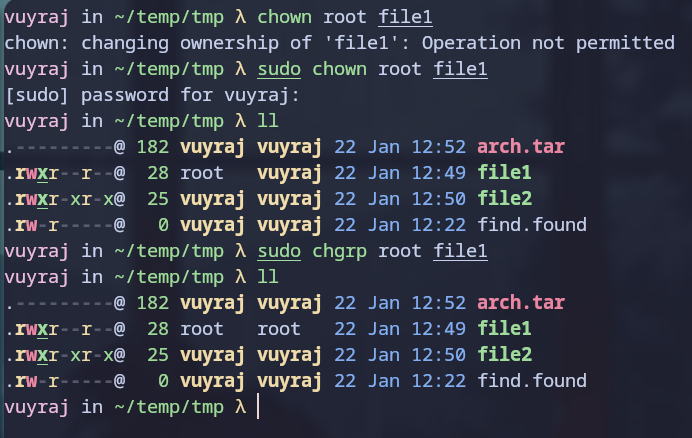 vuyraj in ~/temp/tmp λ chown root file1
chown: changing ownership of 'file1': Operation not permitted
vuyraj in ~/temp/tmp λ sudo chown root file1
[sudo] password for vuyraj:
vuyraj in ~/temp/tmp λ ll
.---------@ 182 vuyraj vuyraj 22 Jan 12:52 arch.tar
.rwxr--r--@  28 root   vuyraj 22 Jan 12:49 file1
.rwxr-xr-x@  25 vuyraj vuyraj 22 Jan 12:50 file2
.rw-r-----@   0 vuyraj vuyraj 22 Jan 12:22 find.found
vuyraj in ~/temp/tmp λ sudo chgrp root file1
vuyraj in ~/temp/tmp λ ll
.---------@ 182 vuyraj vuyraj 22 Jan 12:52 arch.tar
.rwxr--r--@  28 root   root   22 Jan 12:49 file1
.rwxr-xr-x@  25 vuyraj vuyraj 22 Jan 12:50 file2
.rw-r-----@   0 vuyraj vuyraj 22 Jan 12:22 find.found
vuyraj in ~/temp/tmp λ